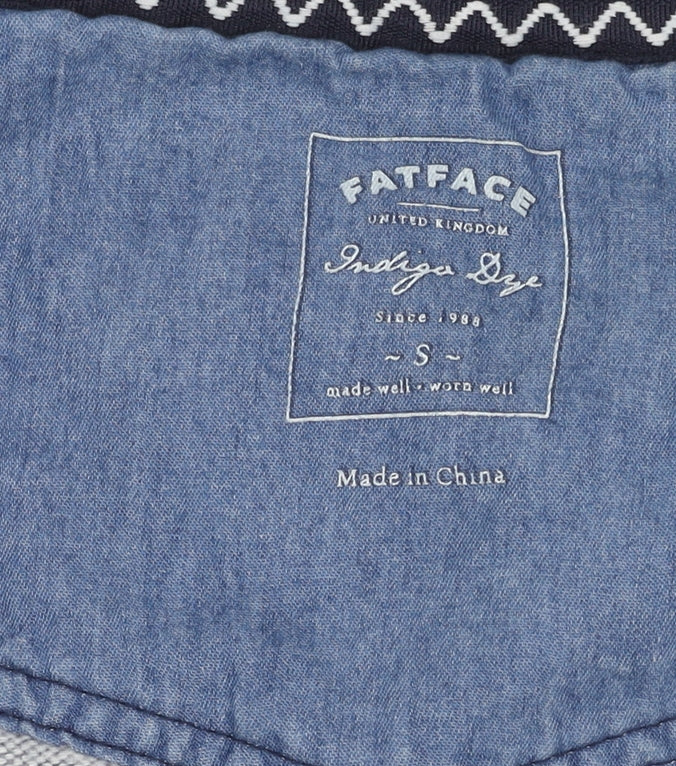 FATFACE
UNITED KINGDOM
Indigo Dye
Since 1988
~ S ~
made well · worn well
Made in China